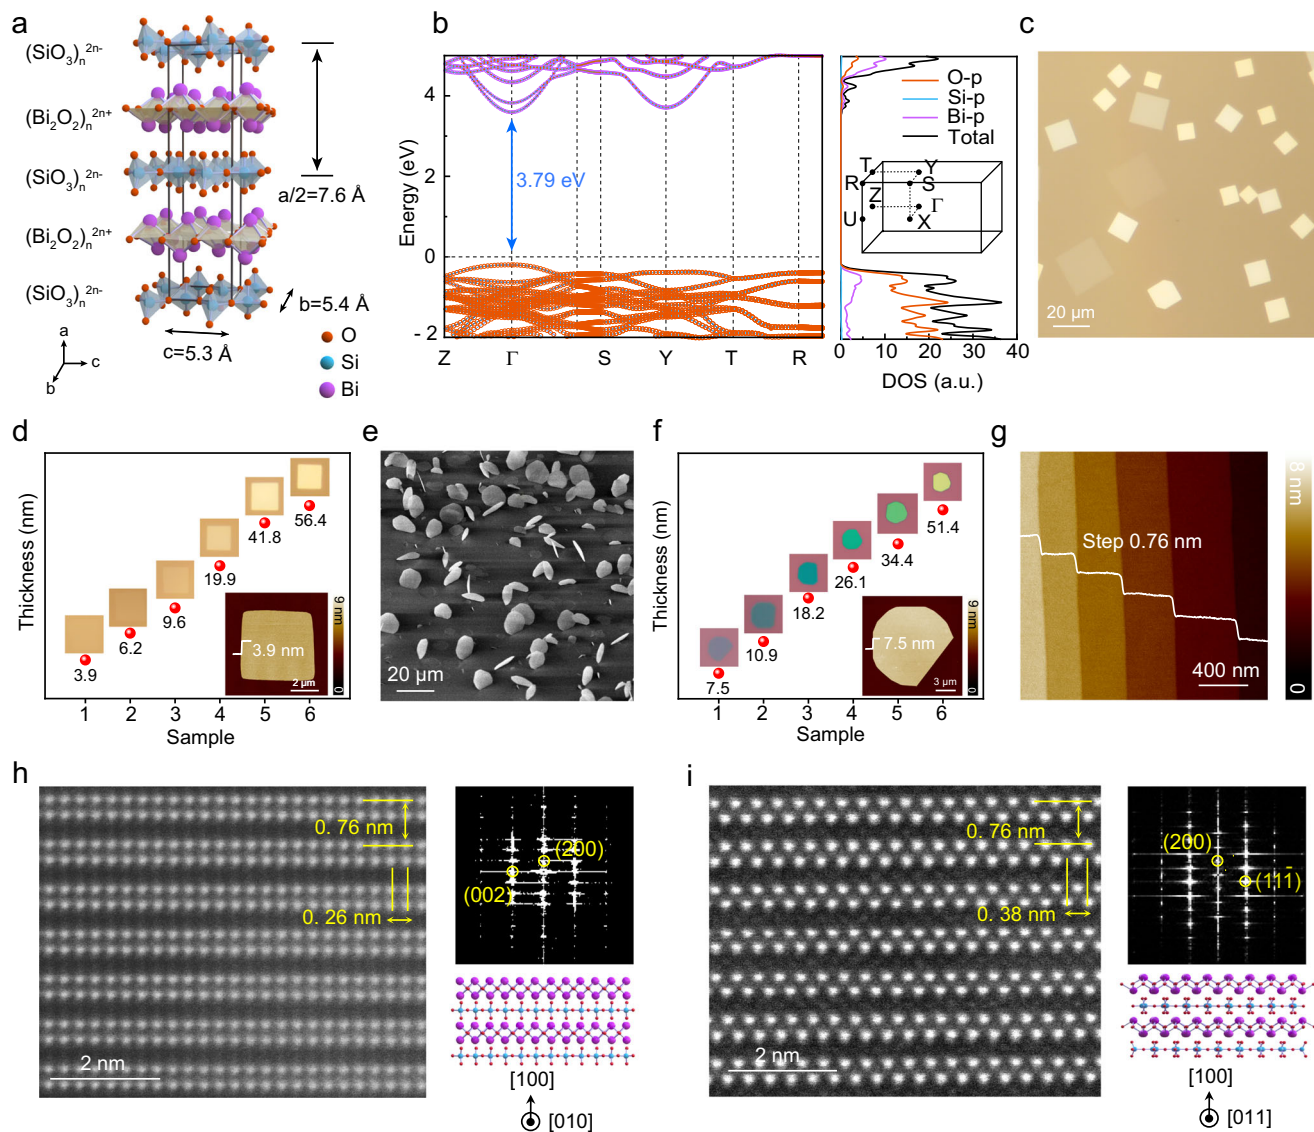 a
(SiO₃)ₙ²ⁿ⁻
(Bi₂O₂)ₙ²ⁿ⁺
(SiO₃)ₙ²ⁿ⁻
(Bi₂O₂)ₙ²ⁿ⁺
(SiO₃)ₙ²ⁿ⁻
a/2=7.6 Å
b=5.4 Å
c=5.3 Å
a
c
b
O
Si
Bi
b
Energy (eV)
4
2
0
-2
3.79 eV
Z Γ S Y T R
O-p
Si-p
Bi-p
Total
T Y
R S
Z Γ
U X
0 10 20 30 40
DOS (a.u.)
c
20 µm
d
Thickness (nm)
3.9
6.2
9.6
19.9
41.8
56.4
3.9 nm
2 µm
9 nm
0
1 2 3 4 5 6
Sample
e
20 µm
f
Thickness (nm)
7.5
10.9
18.2
26.1
34.4
51.4
7.5 nm
3 µm
9 nm
0
1 2 3 4 5 6
Sample
g
Step 0.76 nm
400 nm
8 nm
0
h
0. 76 nm
0. 26 nm
2 nm
(200)
(002)
[100]
[010]
i
0.76 nm
0. 38 nm
2 nm
(200)
(11̄1̄)
[100]
[011]